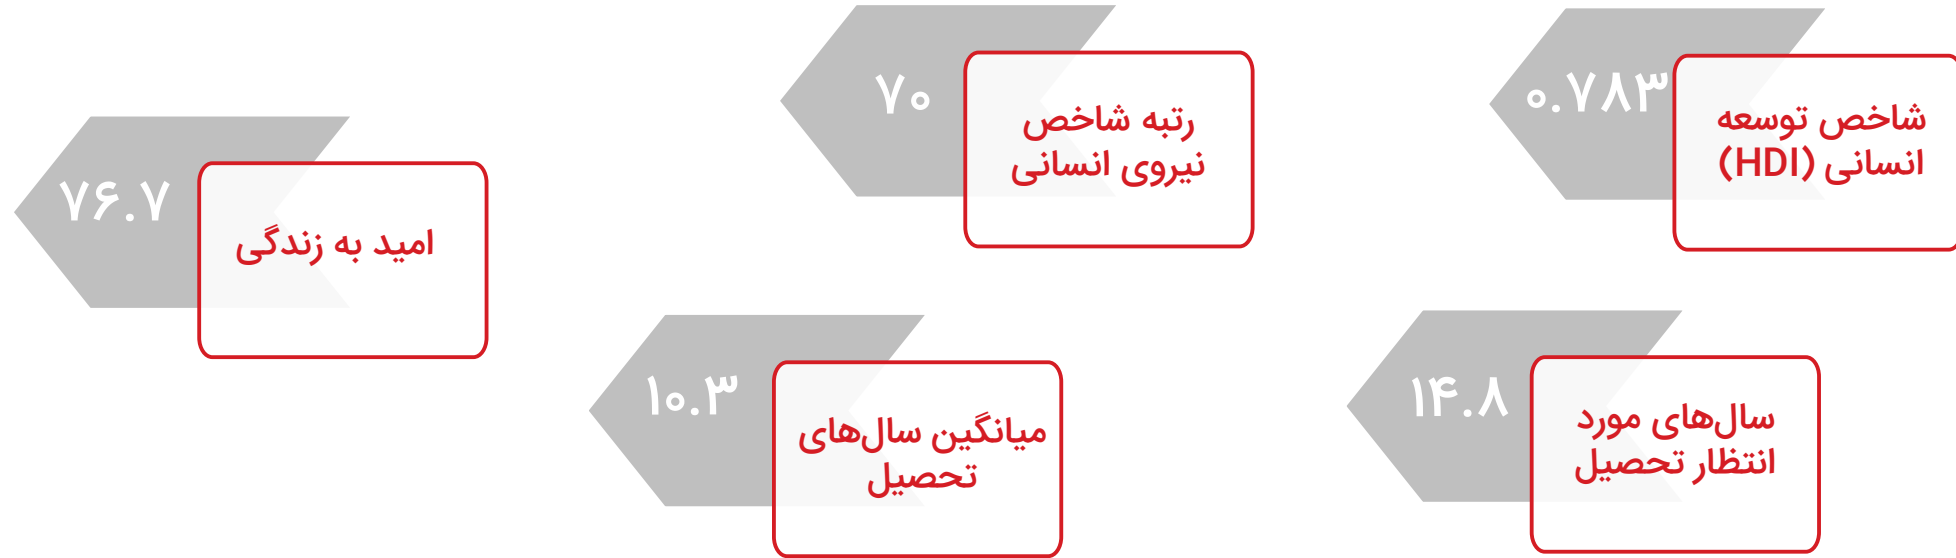 ۰.۷۸۳
شاخص توسعه
انسانی (HDI)
۷۰
رتبه شاخص
نیروی انسانی
۷۶.۷
امید به زندگی
۱۴.۸
سال‌های مورد
انتظار تحصیل
۱۰.۳
میانگین سال‌های
تحصیل